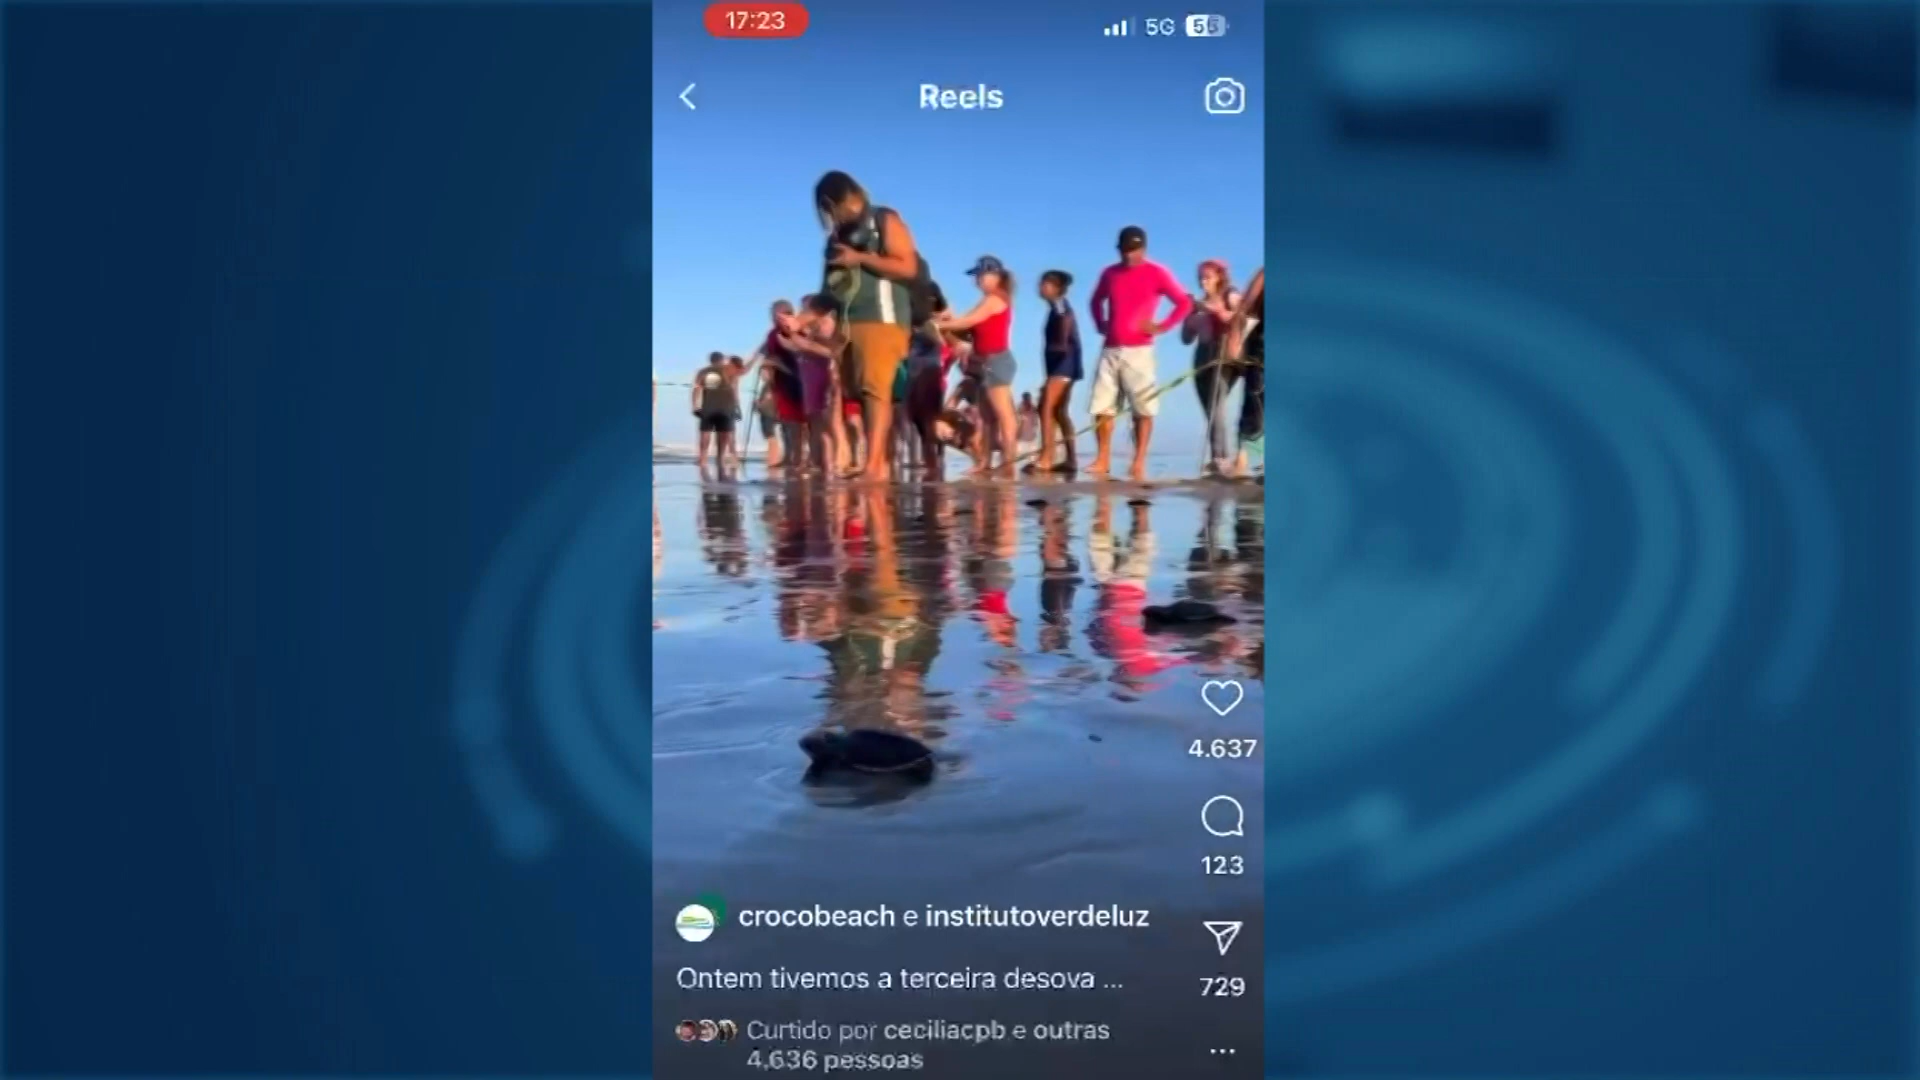 17:23
5G
Reels
4.637
123
crocobeach e institutoverdeluz
Ontem tivemos a terceira desova ...
729
Curtido por ceciliacpb e outras
4.636 pessoas